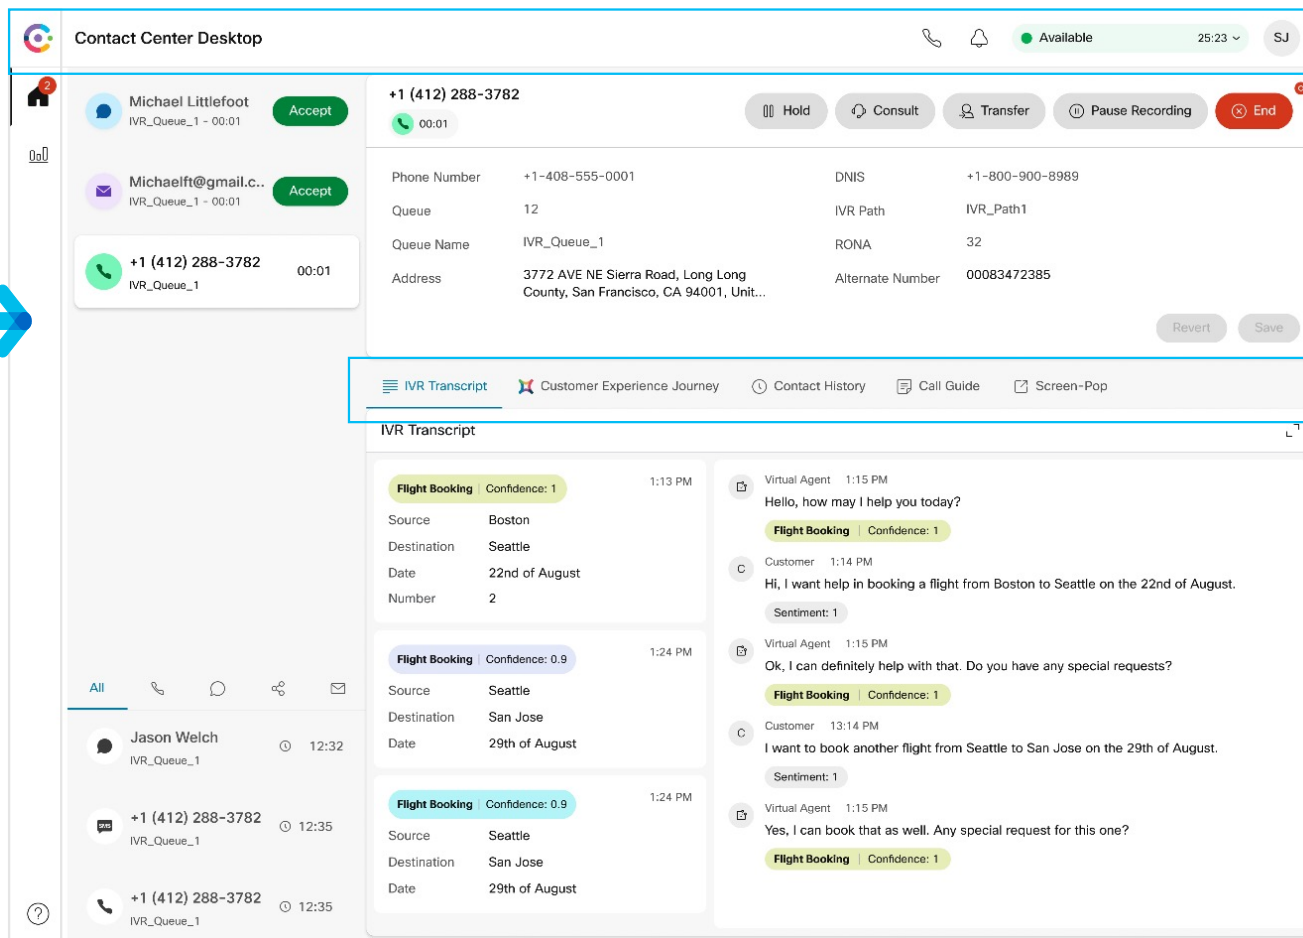 Contact Center Desktop
Available
25:23
SJ
2
Michael Littlefoot
IVR_Queue_1 - 00:01
Accept
Michaelft@gmail.c..
IVR_Queue_1 - 00:01
Accept
+1 (412) 288-3782
IVR_Queue_1
00:01
All
Jason Welch
IVR_Queue_1
12:32
SMS
+1 (412) 288-3782
IVR_Queue_1
12:35
+1 (412) 288-3782
IVR_Queue_1
12:35
+1 (412) 288-3782
00:01
Hold
Consult
Transfer
Pause Recording
End
Phone Number +1-408-555-0001
Queue 12
Queue Name IVR_Queue_1
Address 3772 AVE NE Sierra Road, Long Long
County, San Francisco, CA 94001, Unit...
DNIS +1-800-900-8989
IVR Path IVR_Path1
RONA 32
Alternate Number 00083472385
Revert
Save
IVR Transcript
Customer Experience Journey
Contact History
Call Guide
Screen-Pop
IVR Transcript
Flight Booking | Confidence: 1
1:13 PM
Source Boston
Destination Seattle
Date 22nd of August
Number 2
Flight Booking | Confidence: 0.9
1:24 PM
Source Seattle
Destination San Jose
Date 29th of August
Flight Booking | Confidence: 0.9
1:24 PM
Source Seattle
Destination San Jose
Date 29th of August
Virtual Agent 1:15 PM
Hello, how may I help you today?
Flight Booking | Confidence: 1
C
Customer 1:14 PM
Hi, I want help in booking a flight from Boston to Seattle on the 22nd of August.
Sentiment: 1
Virtual Agent 1:15 PM
Ok, I can definitely help with that. Do you have any special requests?
Flight Booking | Confidence: 1
C
Customer 13:14 PM
I want to book another flight from Seattle to San Jose on the 29th of August.
Sentiment: 1
Virtual Agent 1:15 PM
Yes, I can book that as well. Any special request for this one?
Flight Booking | Confidence: 1
?